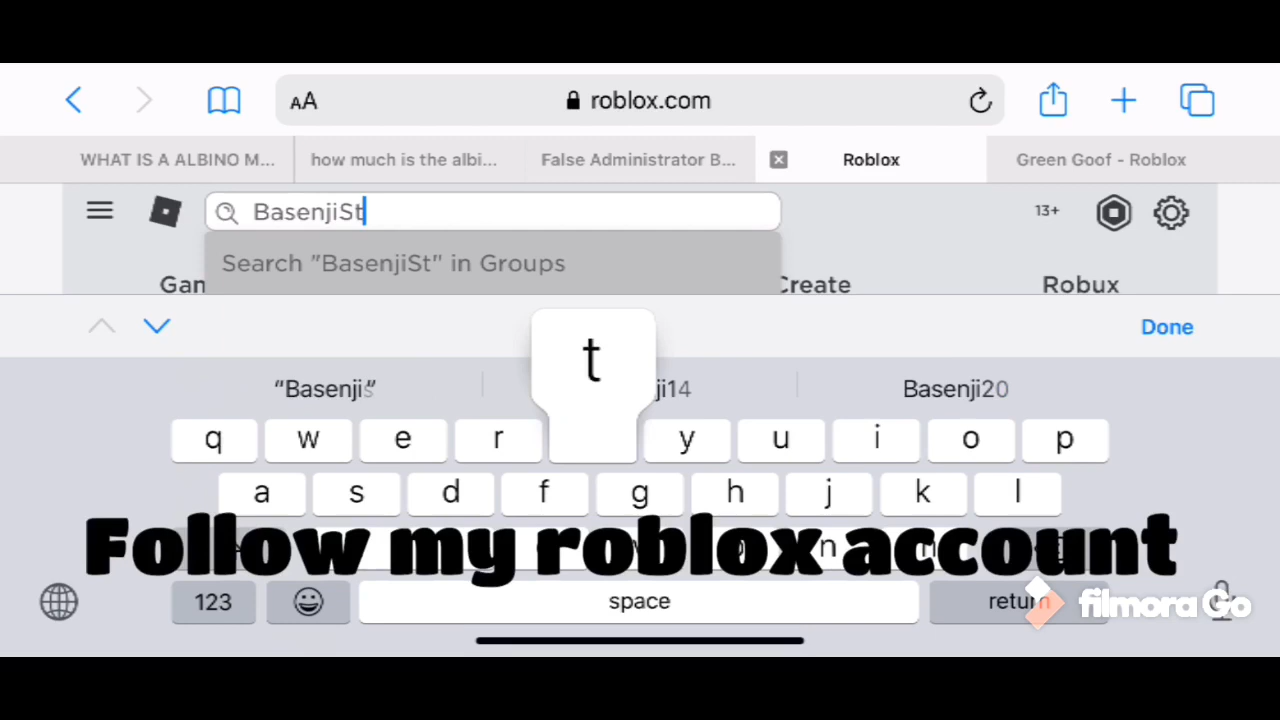 AA roblox.com
WHAT IS A ALBINO M... how much is the albi... False Administrator B... Roblox Green Goof - Roblox
BasenjiSt 13+
Search "BasenjiSt" in Groups
Create Robux
Done
t
Basenji20
q w e r y u i o p
a s d f g h j k l
Follow my roblox account
123 space return
filmora Go